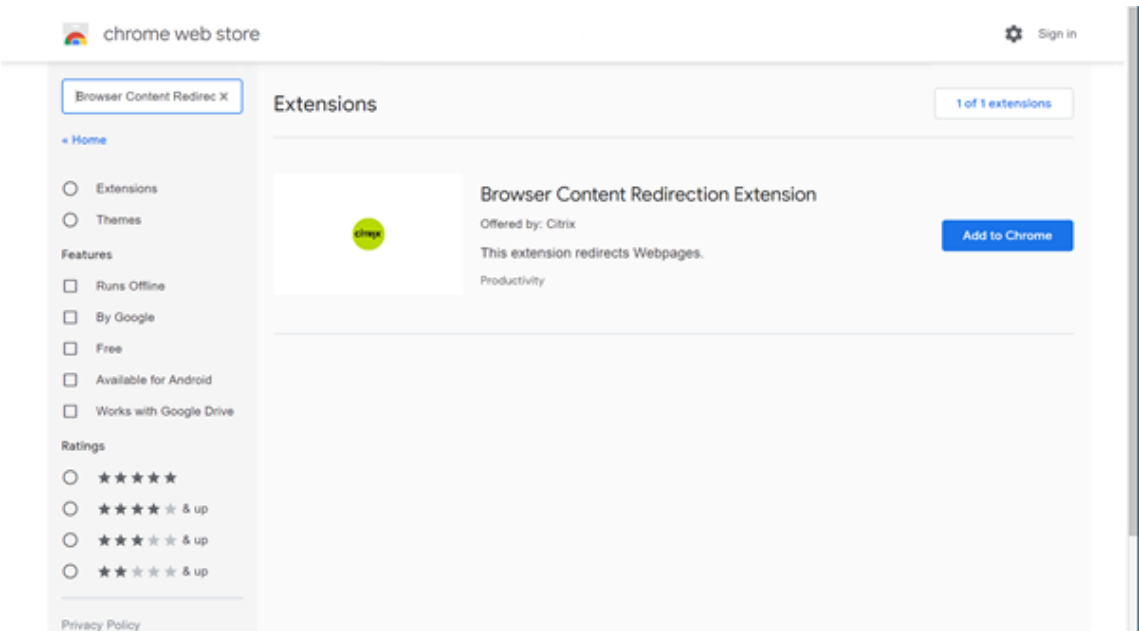 chrome web store
Sign in
Browser Content Redirec X
« Home
Extensions
Themes
Features
Runs Offline
By Google
Free
Available for Android
Works with Google Drive
Ratings
& up
& up
& up
Privacy Policy
Extensions
1 of 1 extensions
citrix
Browser Content Redirection Extension
Offered by: Citrix
This extension redirects Webpages.
Productivity
Add to Chrome